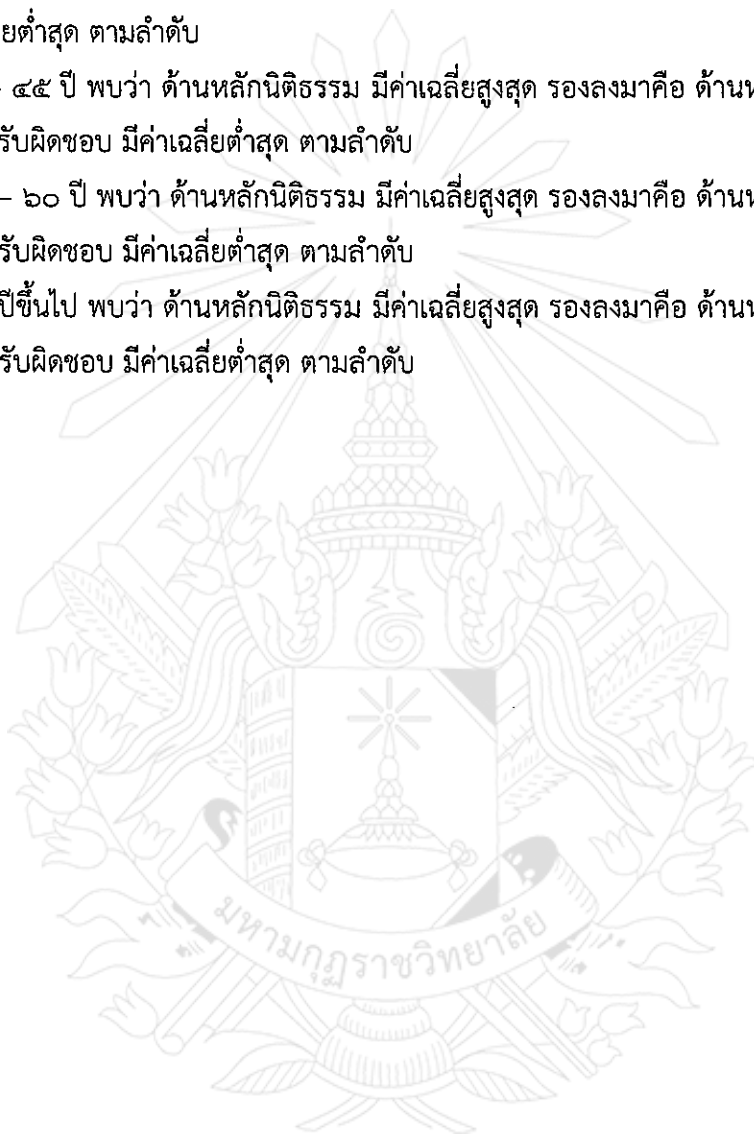 ยต่ำสุด ตามลำดับ
๔๕ ปี พบว่า ด้านหลักนิติธรรม มีค่าเฉลี่ยสูงสุด รองลงมาคือ ด้าน
รับผิดชอบ มีค่าเฉลี่ยต่ำสุด ตามลำดับ
– ๖๐ ปี พบว่า ด้านหลักนิติธรรม มีค่าเฉลี่ยสูงสุด รองลงมาคือ ด้าน
รับผิดชอบ มีค่าเฉลี่ยต่ำสุด ตามลำดับ
ปีขึ้นไป พบว่า ด้านหลักนิติธรรม มีค่าเฉลี่ยสูงสุด รองลงมาคือ ด้าน
รับผิดชอบ มีค่าเฉลี่ยต่ำสุด ตามลำดับ
มหามกุฏราชวิทยาลัย